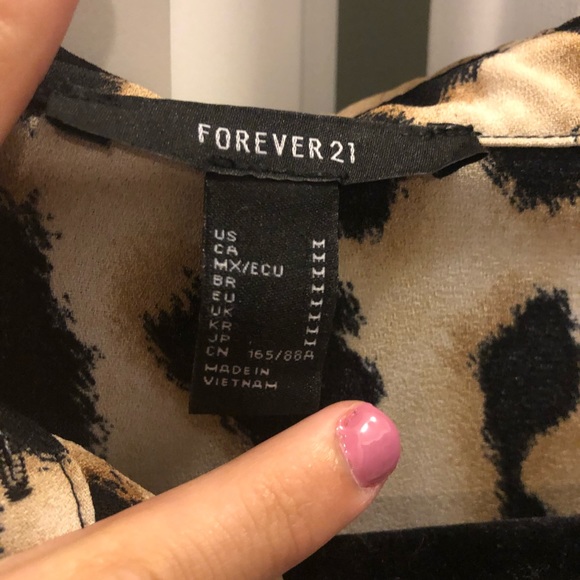 FOREVER 21
US M
CA M
MX/ECU M
BR M
EU M
UK M
KR M
JP M
CN 165/88A
MADE IN
VIETNAM